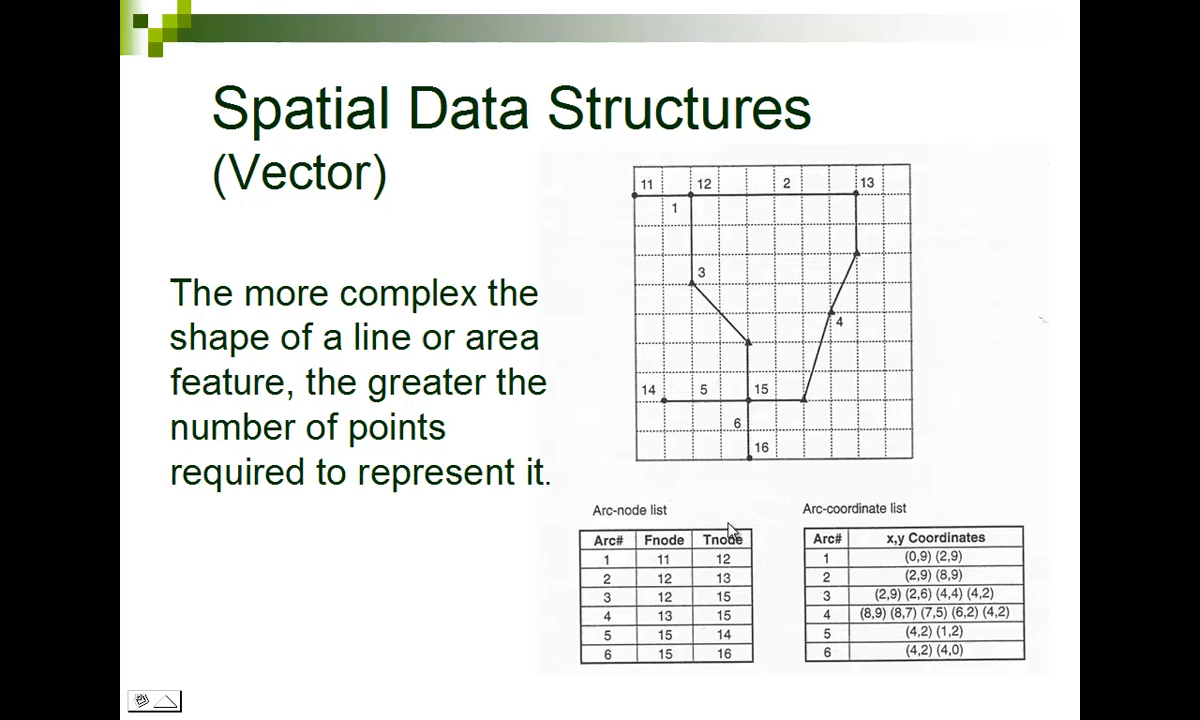 Spatial Data Structures
(Vector)
The more complex the
shape of a line or area
feature, the greater the
number of points
required to represent it.
11 12 2 13
1
3
4
14 5 15
6
16
Arc-node list
Arc# Fnode Tnode
1 11 12
2 12 13
3 12 15
4 13 15
5 15 14
6 15 16
Arc-coordinate list
Arc# x,y Coordinates
1 (0,9) (2,9)
2 (2,9) (8,9)
3 (2,9) (2,6) (4,4) (4,2)
4 (8,9) (8,7) (7,5) (6,2) (4,2)
5 (4,2) (1,2)
6 (4,2) (4,0)